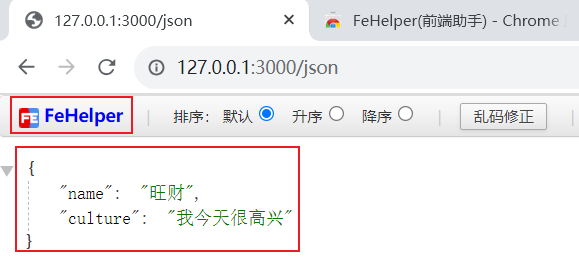 127.0.0.1:3000/json
FeHelper(前端助手) - Chrome
127.0.0.1:3000/json
FeHelper 排序： 默认 升序 降序 乱码修正
{
"name": "旺财",
"culture": "我今天很高兴"
}